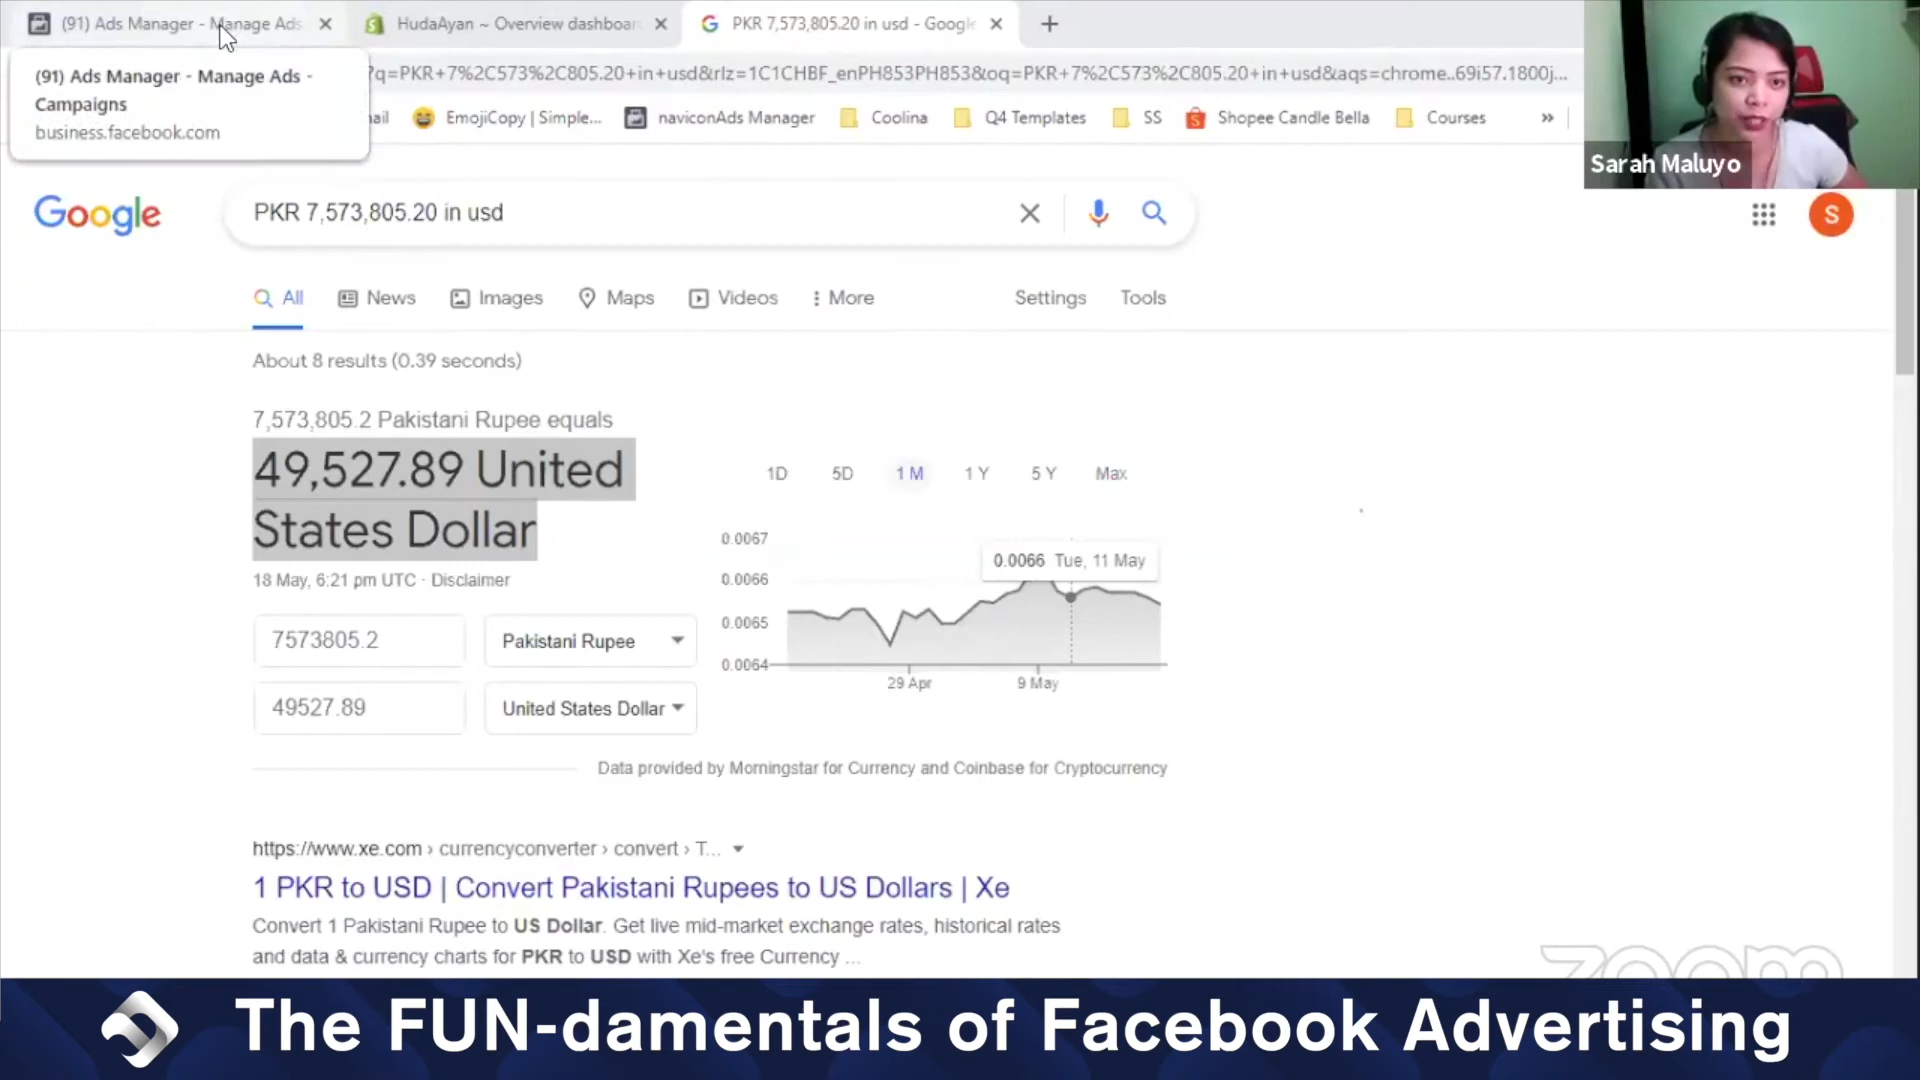 (91) Ads Manager - Manage Ads
HudaAyan ~ Overview dashboar
PKR 7,573,805.20 in usd - Google
(91) Ads Manager - Manage Ads -
Campaigns
business.facebook.com
?q=PKR+7%2C573%2C805.20+in+usd&rlz=1C1CHBF_enPH853PH853&oq=PKR+7%2C573%2C805.20+in+usd&aqs=chrome..69i57.1800j...
ail
EmojiCopy | Simple...
naviconAds Manager
Coolina
Q4 Templates
SS
Shopee Candle Bella
Courses
»
Sarah Maluyo
Google
PKR 7,573,805.20 in usd
S
All
News
Images
Maps
Videos
More
Settings
Tools
About 8 results (0.39 seconds)
7,573,805.2 Pakistani Rupee equals
49,527.89 United
States Dollar
18 May, 6:21 pm UTC · Disclaimer
7573805.2
Pakistani Rupee
49527.89
United States Dollar
1D
5D
1M
1Y
5Y
Max
0.0067
0.0066
0.0065
0.0064
0.0066 Tue, 11 May
29 Apr
9 May
Data provided by Morningstar for Currency and Coinbase for Cryptocurrency
https://www.xe.com › currencyconverter › convert › T...
1 PKR to USD | Convert Pakistani Rupees to US Dollars | Xe
Convert 1 Pakistani Rupee to US Dollar. Get live mid-market exchange rates, historical rates
and data & currency charts for PKR to USD with Xe's free Currency ...
zoom
The FUN-damentals of Facebook Advertising